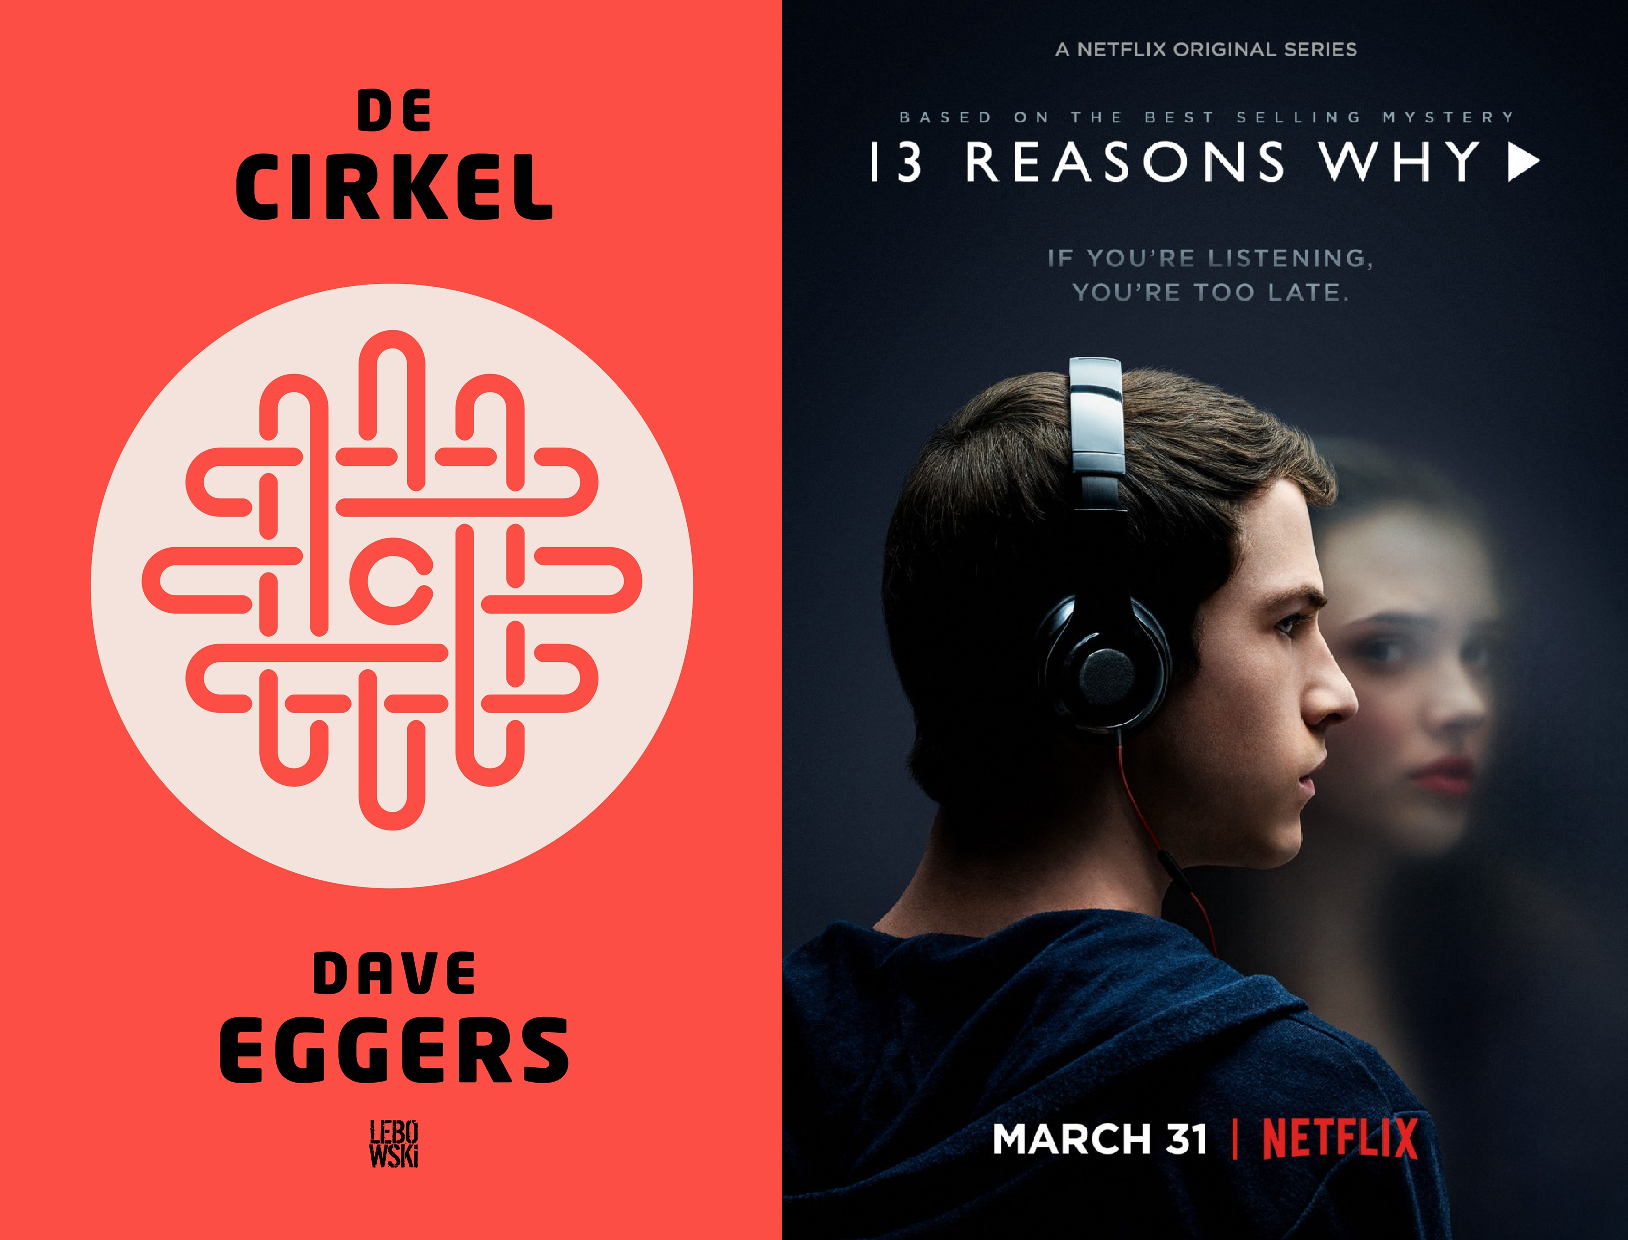 DE
CIRKEL
C
DAVE
EGGERS
LEBO
WSKi
A NETFLIX ORIGINAL SERIES
BASED ON THE BEST SELLING MYSTERY
13 REASONS WHY
IF YOU'RE LISTENING,
YOU'RE TOO LATE.
MARCH 31 | NETFLIX